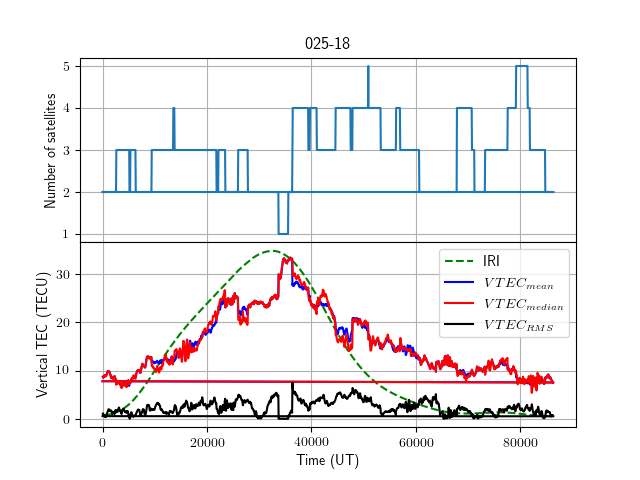 025-18
Number of satellites
5
4
3
2
1
Vertical TEC (TECU)
30
20
10
0
IRI
VTEC_mean
VTEC_median
VTEC_RMS
0 20000 40000 60000 80000
Time (UT)